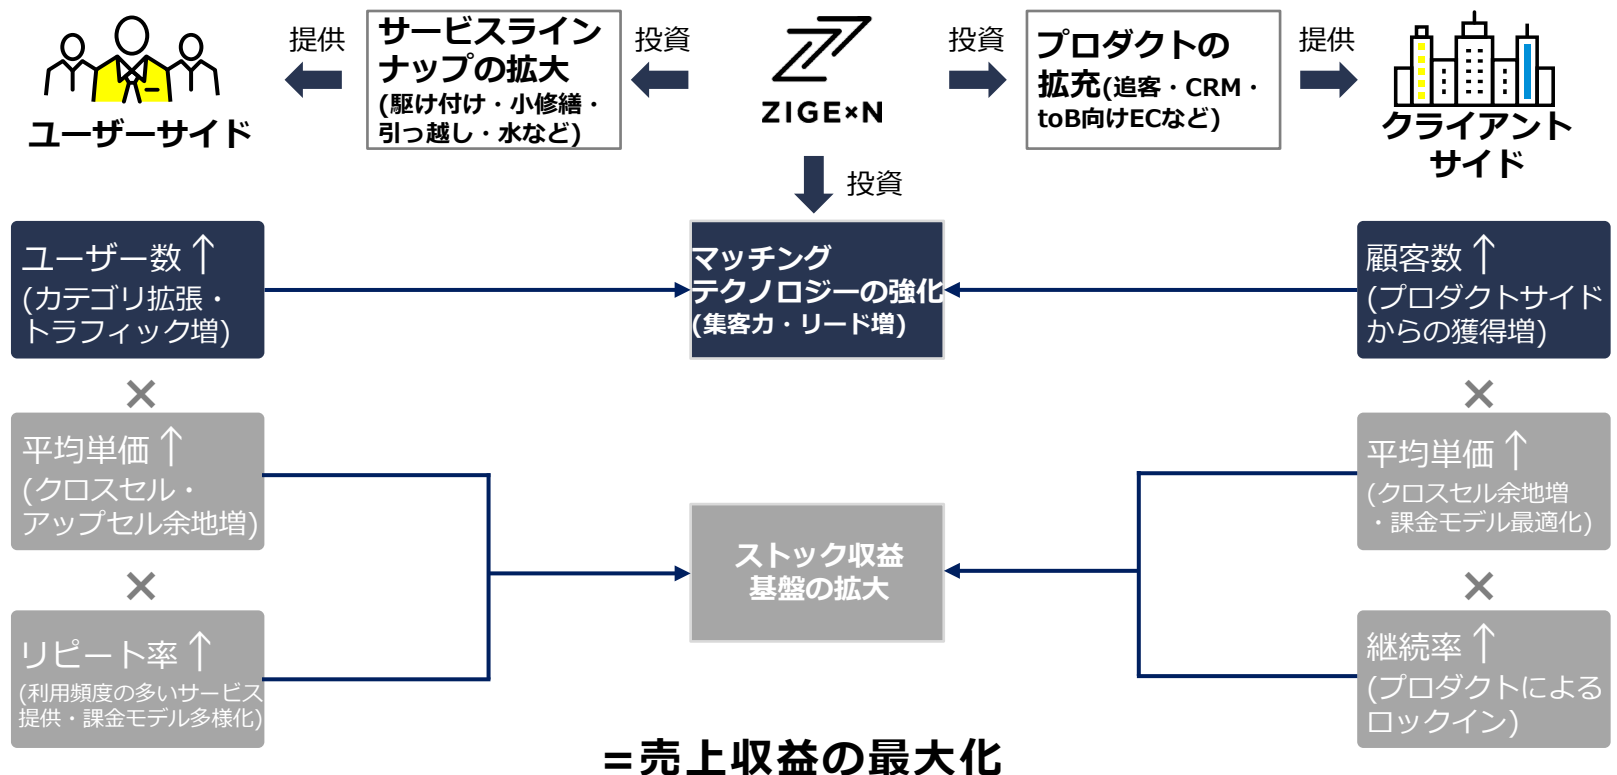 提供
サービスライン
ナップの拡大
(駆け付け・小修繕・
引っ越し・水など)
投資
ZIGE×N
投資
プロダクトの
拡充(追客・CRM・
toB向けECなど)
提供
ユーザーサイド
クライアント
サイド
投資
ユーザー数↑
(カテゴリ拡張・
トラフィック増)
マッチング
テクノロジーの強化
(集客力・リード増)
顧客数↑
(プロダクトサイド
からの獲得増)
×
×
平均単価↑
(クロスセル・
アップセル余地増)
平均単価↑
(クロスセル余地増
・課金モデル最適化)
ストック収益
基盤の拡大
×
×
リピート率↑
(利用頻度の多いサービス
提供・課金モデル多様化)
継続率↑
(プロダクトによる
ロックイン)
=売上収益の最大化